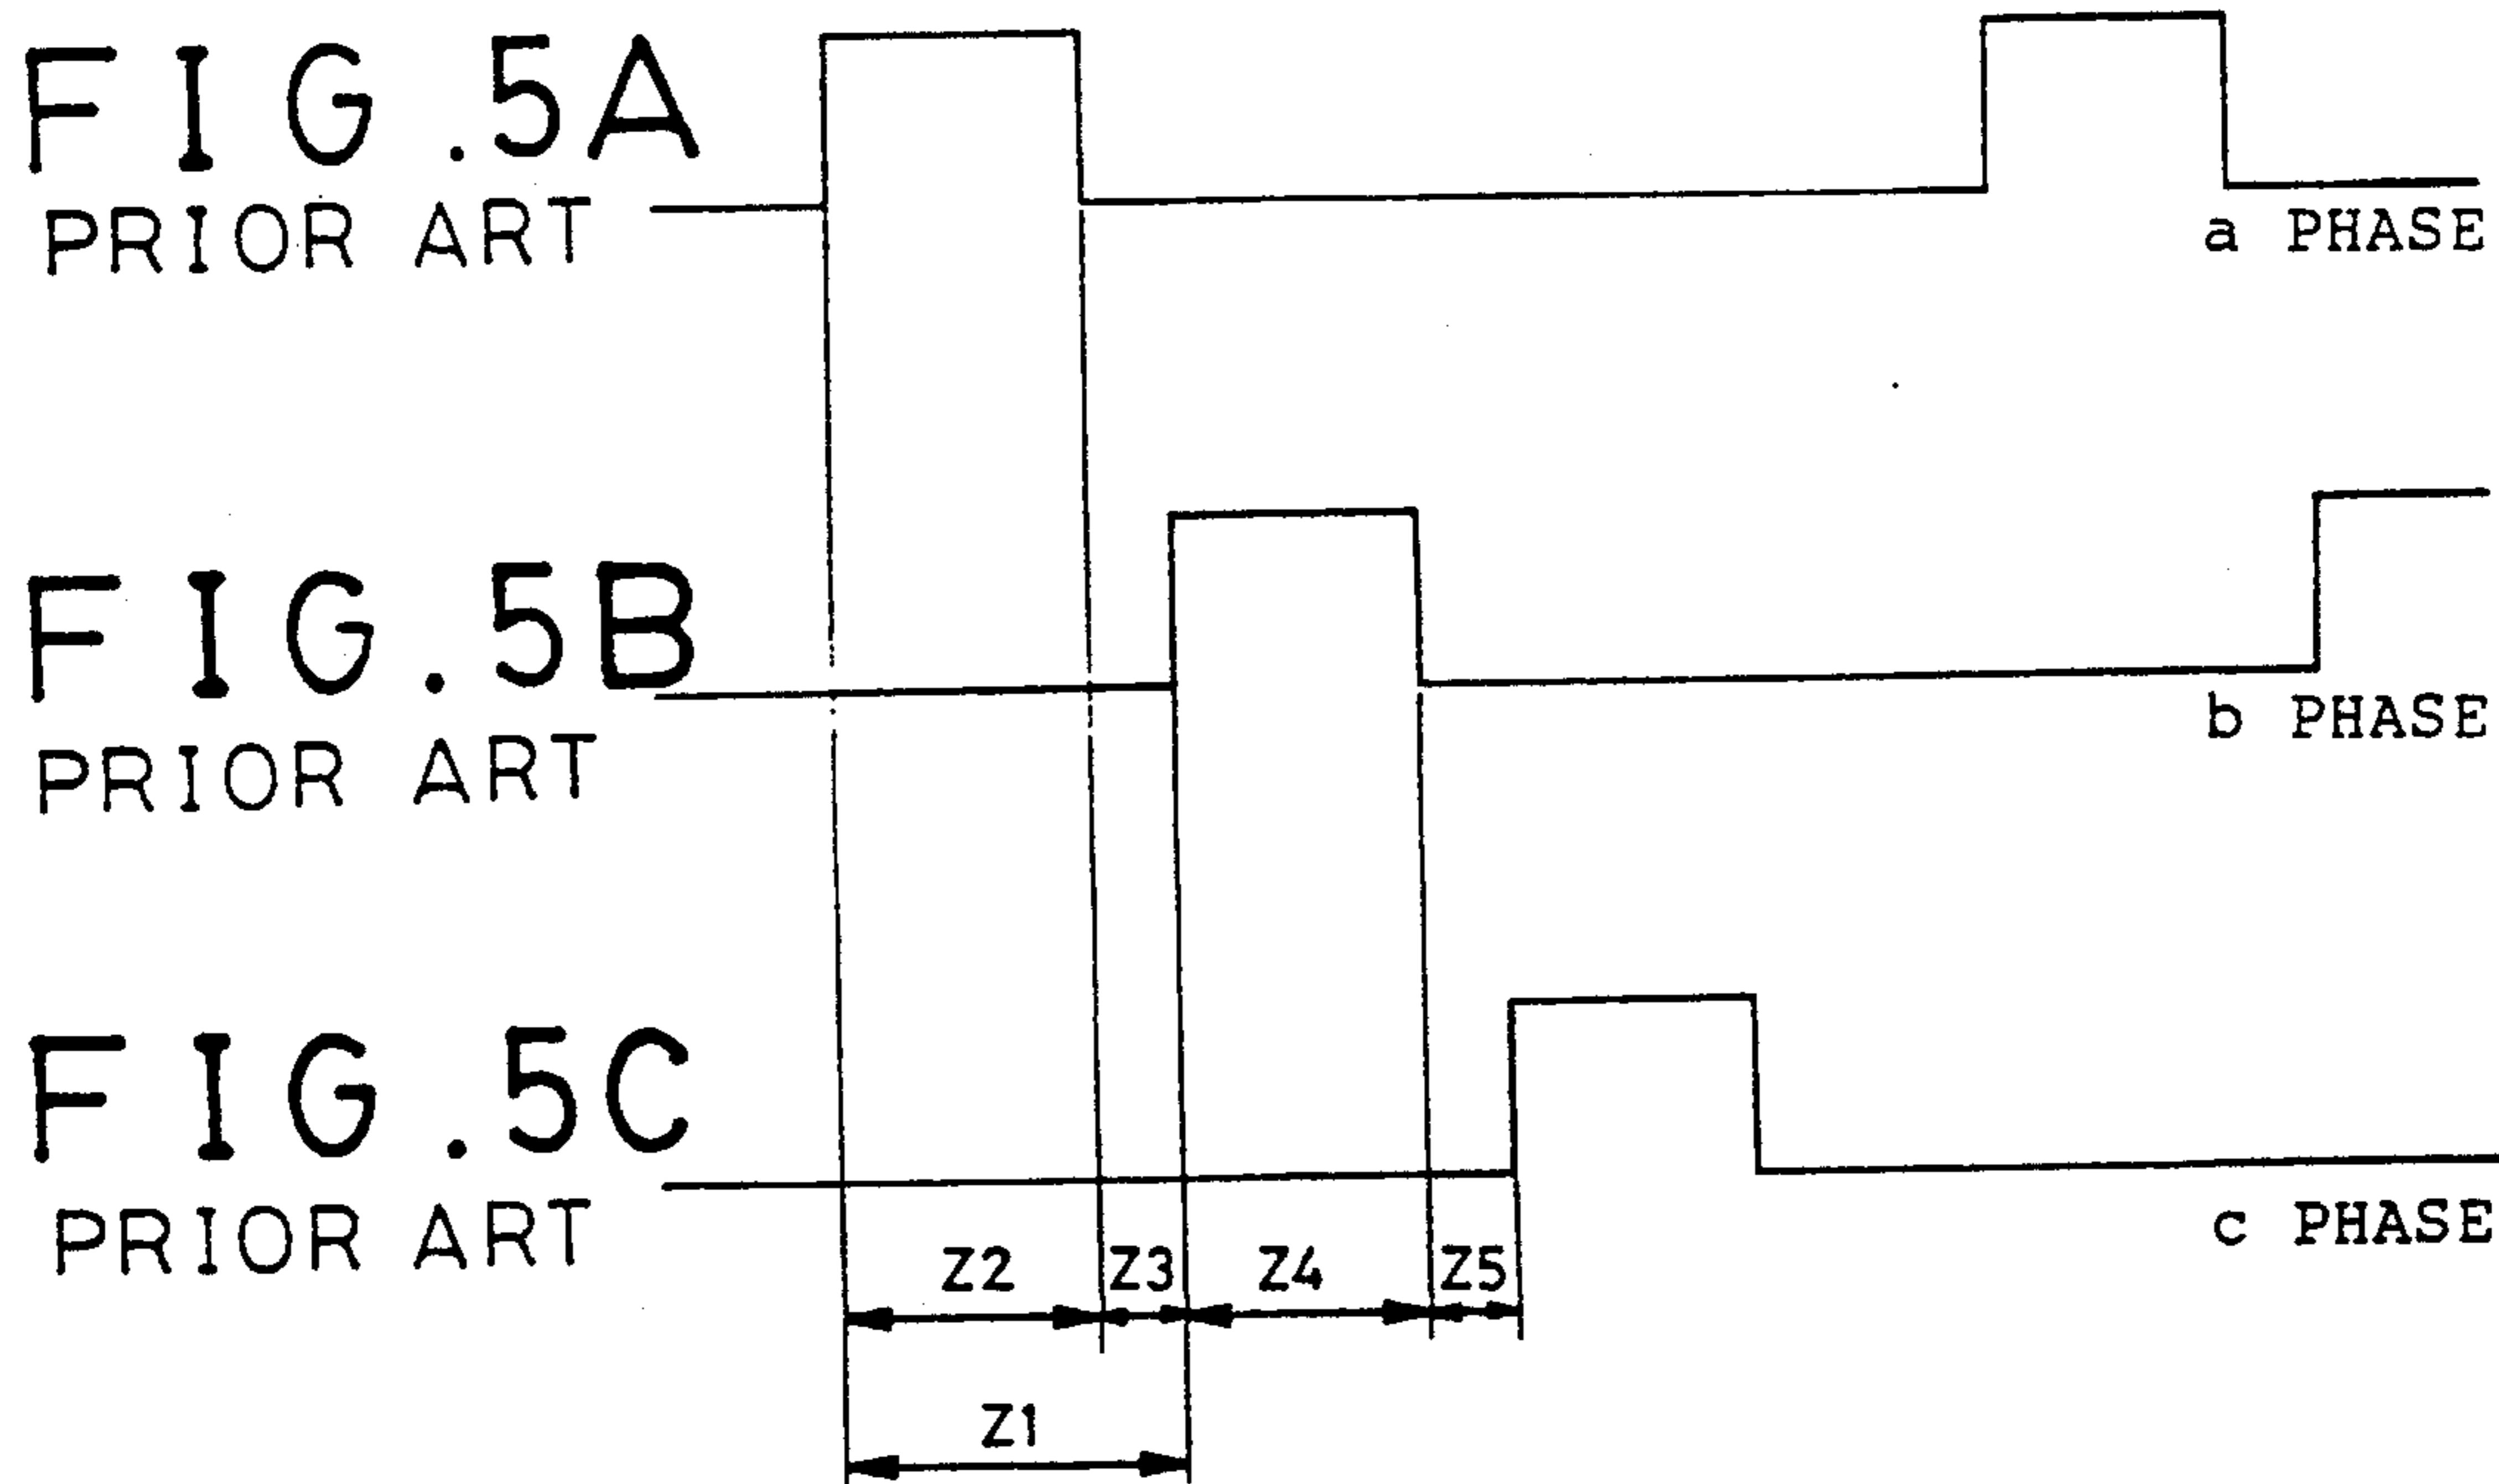 FIG.5A
PRIOR ART
a PHASE
FIG.5B
PRIOR ART
b PHASE
FIG.5C
PRIOR ART
c PHASE
Z2 Z3 Z4 Z5
Z1